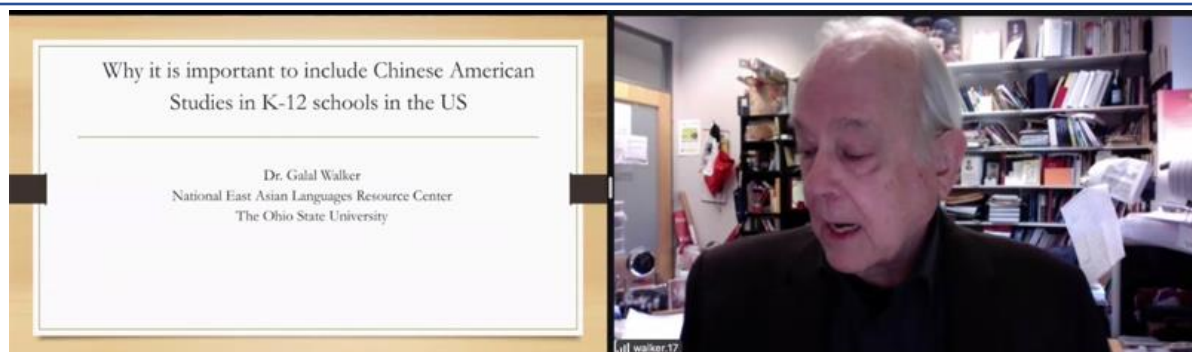 Why it is important to include Chinese American
Studies in K-12 schools in the US
Dr. Galal Walker
National East Asian Languages Resource Center
The Ohio State University
walker.17